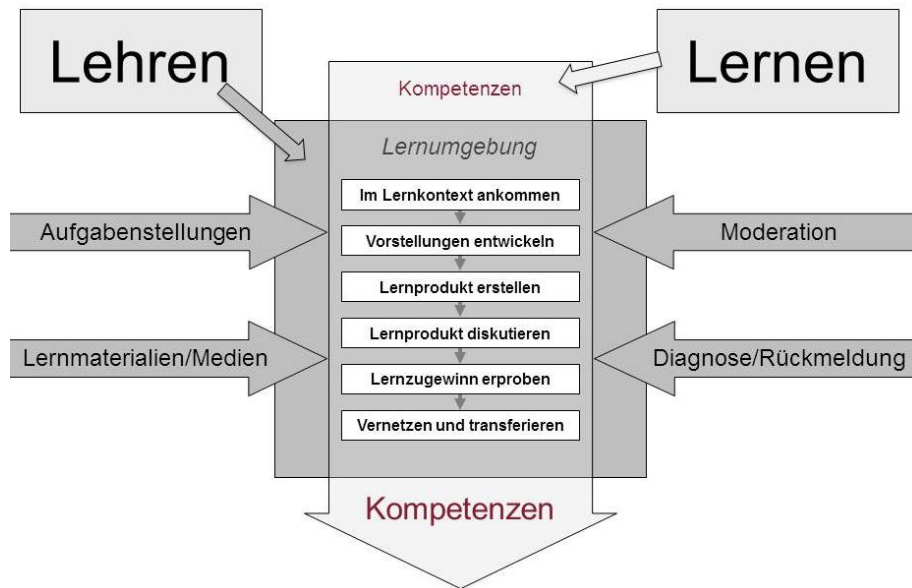 Lehren
Lernen
Kompetenzen
Lernumgebung
Im Lernkontext ankommen
Vorstellungen entwickeln
Lernprodukt erstellen
Lernprodukt diskutieren
Lernzugewinn erproben
Vernetzen und transferieren
Aufgabenstellungen
Moderation
Lernmaterialien/Medien
Diagnose/Rückmeldung
Kompetenzen